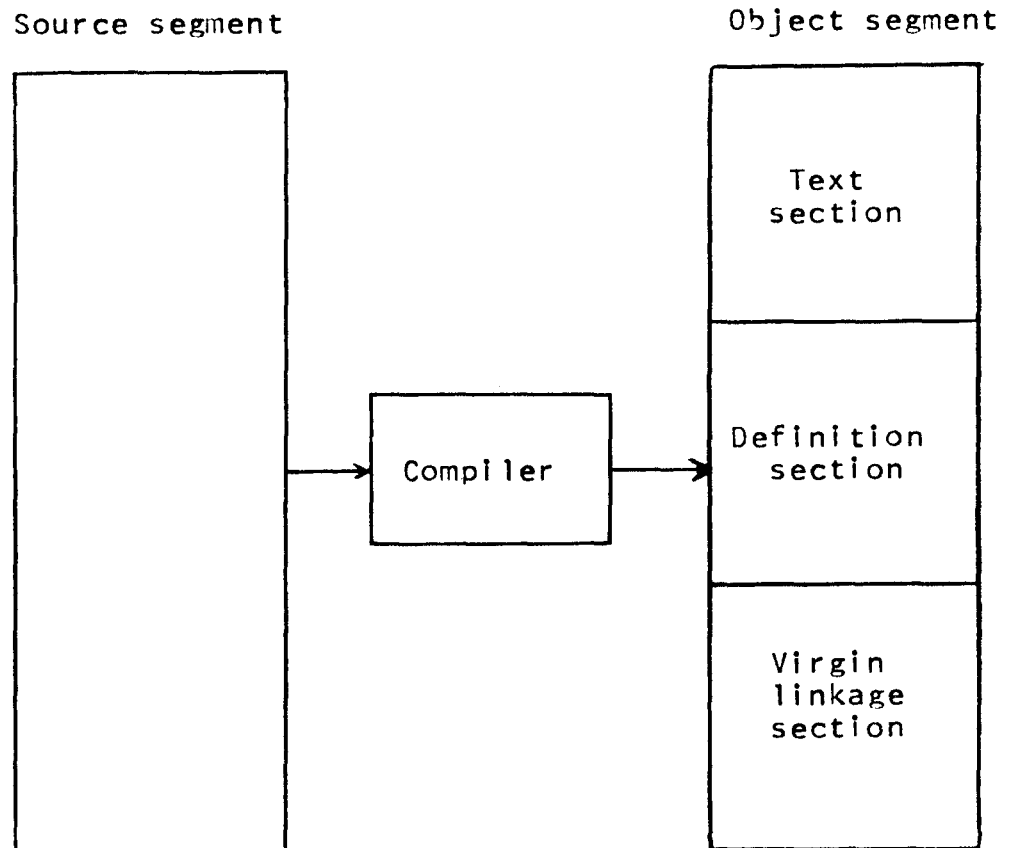 Source segment
Object segment
Text
section
Compiler
Definition
section
Virgin
linkage
section